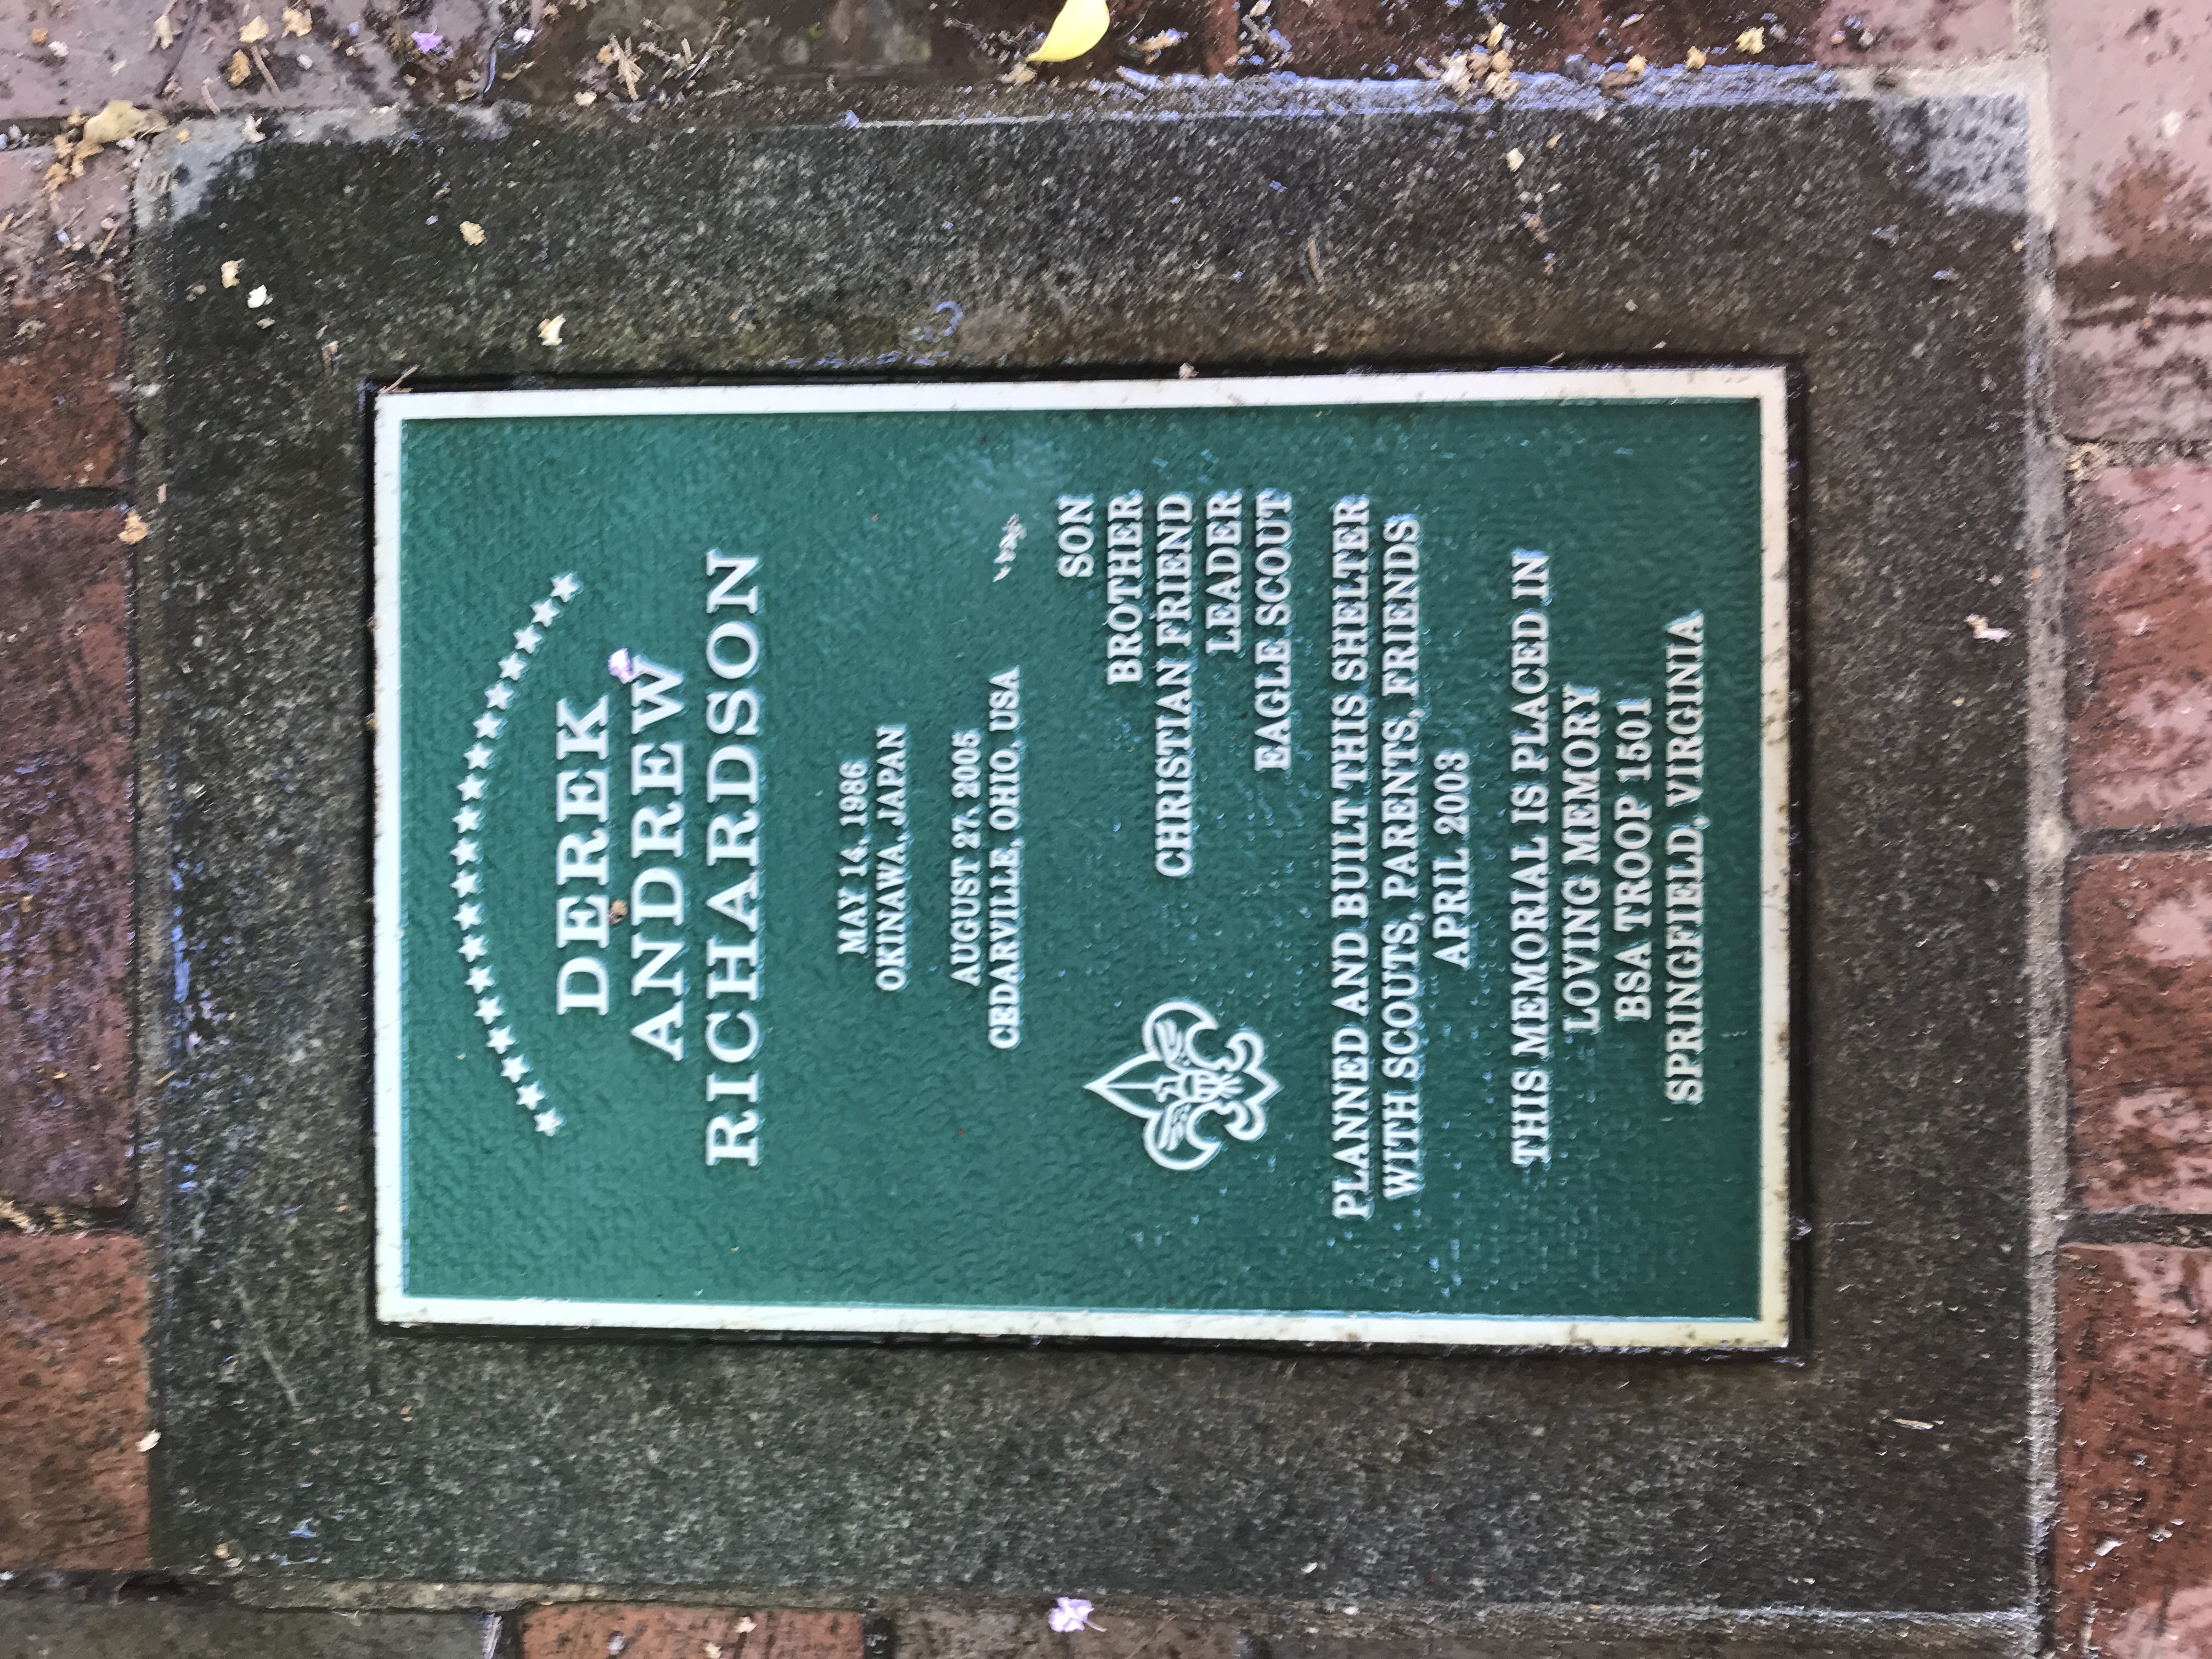 DEREK
ANDREW
RICHARDSON
MAY 14, 1986
OKINAWA, JAPAN
AUGUST 27, 2005
CEDARVILLE, OHIO, USA
SON
BROTHER
CHRISTIAN FRIEND
LEADER
EAGLE SCOUT
PLANNED AND BUILT THIS SHELTER
WITH SCOUTS, PARENTS, FRIENDS
APRIL 2003
THIS MEMORIAL IS PLACED IN
LOVING MEMORY
BSA TROOP 1501
SPRINGFIELD, VIRGINIA